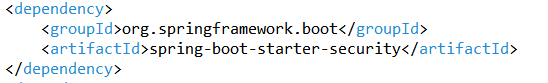 <dependency>
    <groupId>org.springframework.boot</groupId>
    <artifactId>spring-boot-starter-security</artifactId>
</dependency>